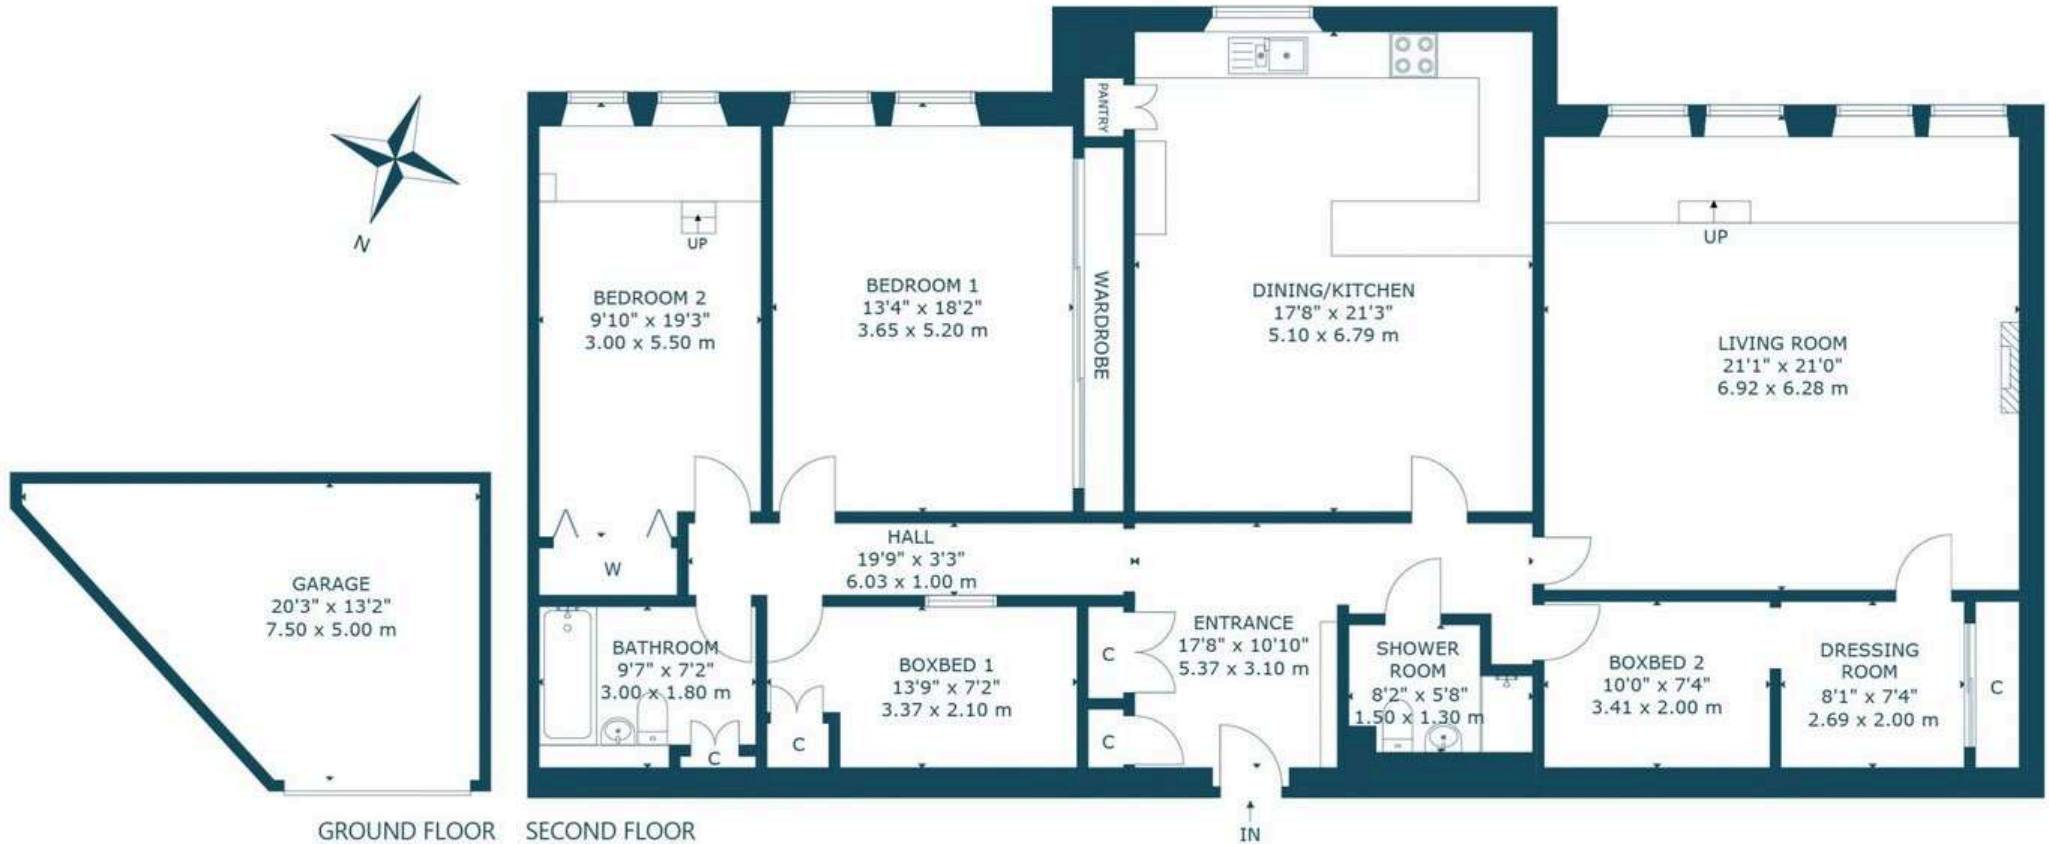 N
PANTRY
WARDROBE
UP
BEDROOM 2
9'10" x 19'3"
3.00 x 5.50 m
BEDROOM 1
13'4" x 18'2"
3.65 x 5.20 m
DINING/KITCHEN
17'8" x 21'3"
5.10 x 6.79 m
UP
LIVING ROOM
21'1" x 21'0"
6.92 x 6.28 m
GARAGE
20'3" x 13'2"
7.50 x 5.00 m
W
HALL
19'9" x 3'3"
6.03 x 1.00 m
BATHROOM
9'7" x 7'2"
3.00 x 1.80 m
C
C
BOXBED 1
13'9" x 7'2"
3.37 x 2.10 m
C
C
ENTRANCE
17'8" x 10'10"
5.37 x 3.10 m
SHOWER
ROOM
8'2" x 5'8"
1.50 x 1.30 m
BOXBED 2
10'0" x 7'4"
3.41 x 2.00 m
DRESSING
ROOM
8'1" x 7'4"
2.69 x 2.00 m
C
IN
GROUND FLOOR
SECOND FLOOR